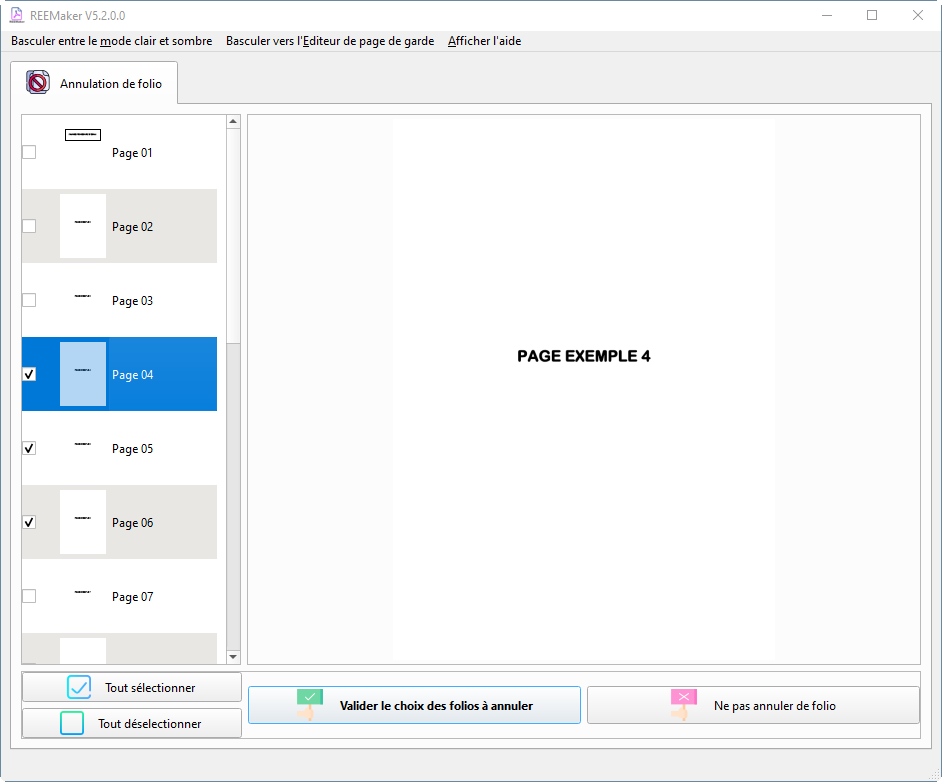 REEMaker V5.2.0.0
Basculer entre le mode clair et sombre Basculer vers l'Editeur de page de garde Afficher l'aide
Annulation de folio
Page 01
Page 02
Page 03
Page 04
Page 05
Page 06
Page 07
PAGE EXEMPLE 4
Tout sélectionner
Tout déselectionner
Valider le choix des folios à annuler
Ne pas annuler de folio